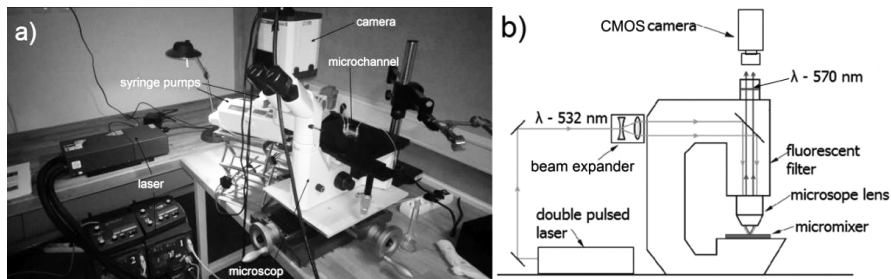 a)
camera
microchannel
syringe pumps
laser
microscop
b)
CMOS camera
λ - 570 nm
λ - 532 nm
beam expander
fluorescent
filter
microsope lens
double pulsed
laser
micromixer